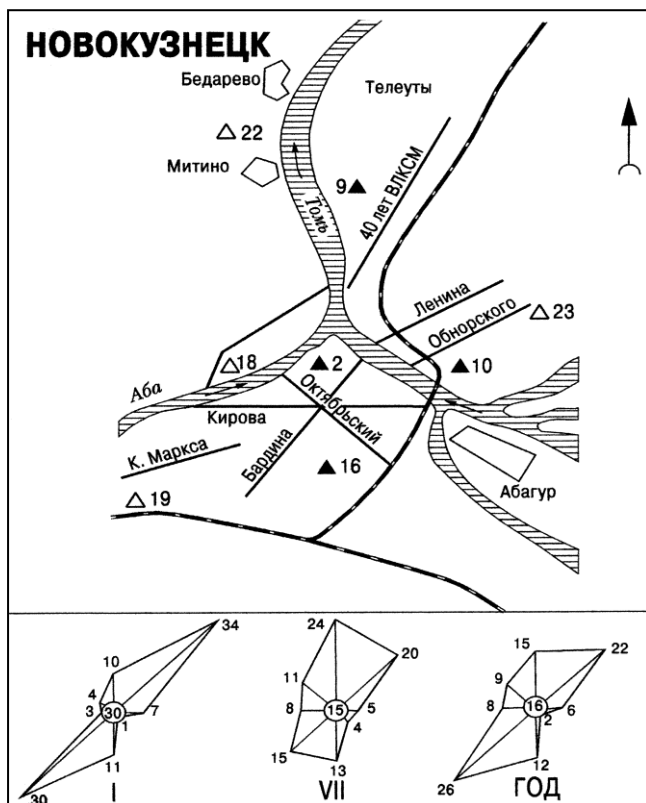 НОВОКУЗНЕЦК
Бедарево
Телеуты
22
Митино
9
40 лет ВЛКСМ
Томь
Ленина
Обнорского
23
18
2
10
Аба
Октябрьский
Кирова
К. Маркса
Бардина
16
Абагур
19
34
10
4
3
30
7
1
11
30
I
24
20
11
8
15
5
4
15
13
VII
15
22
9
8
16
6
2
12
26
ГОД